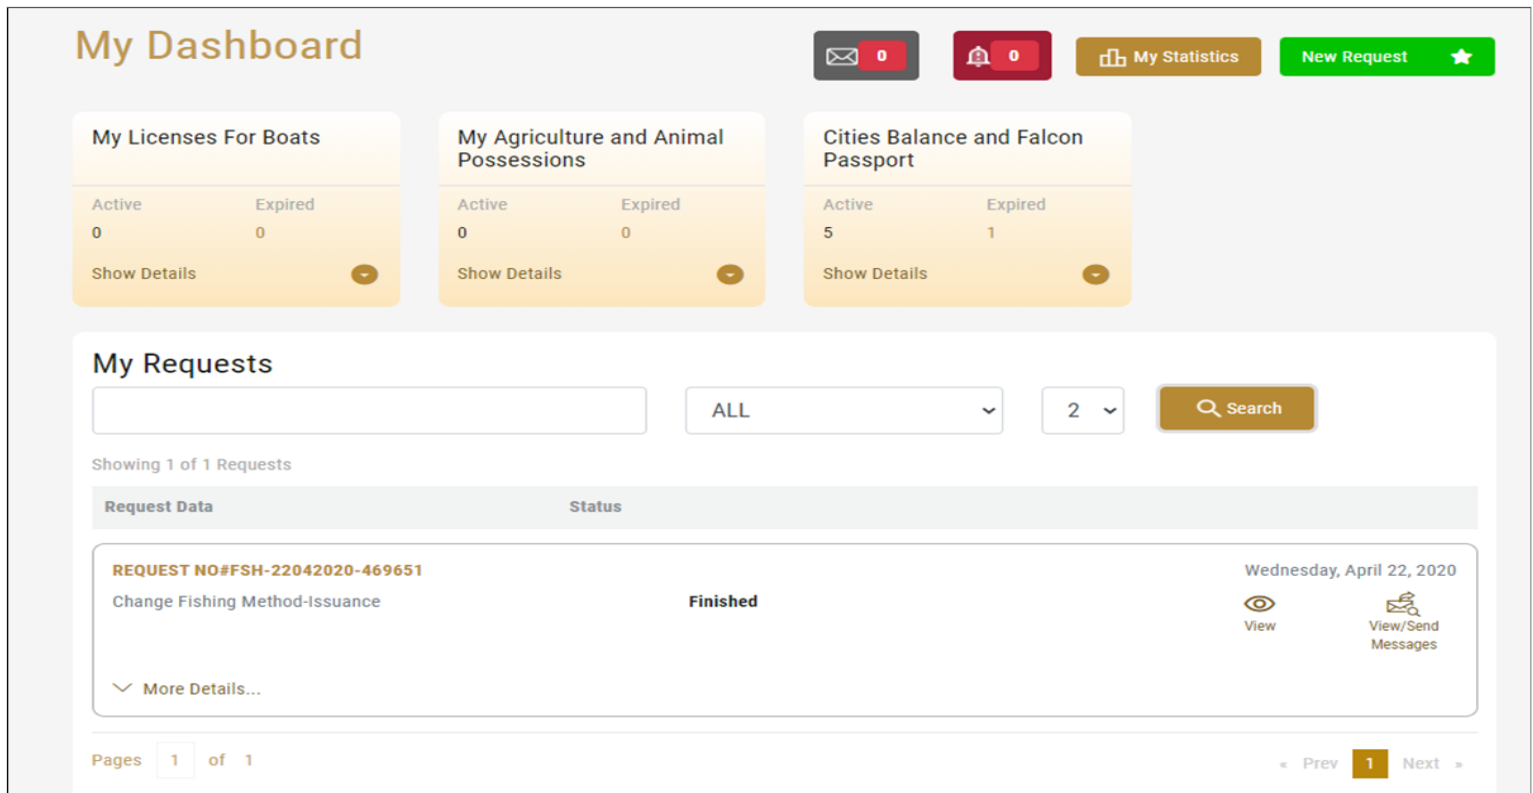 My Dashboard
0
0
My Statistics
New Request
My Licenses For Boats
Active Expired
0 0
Show Details
My Agriculture and Animal
Possessions
Active Expired
0 0
Show Details
Cities Balance and Falcon
Passport
Active Expired
5 1
Show Details
My Requests
ALL
2
Search
Showing 1 of 1 Requests
Request Data Status
REQUEST NO#FSH-22042020-469651
Wednesday, April 22, 2020
Change Fishing Method-Issuance
Finished
View
View/Send
Messages
More Details...
Pages 1 of 1
« Prev 1 Next »